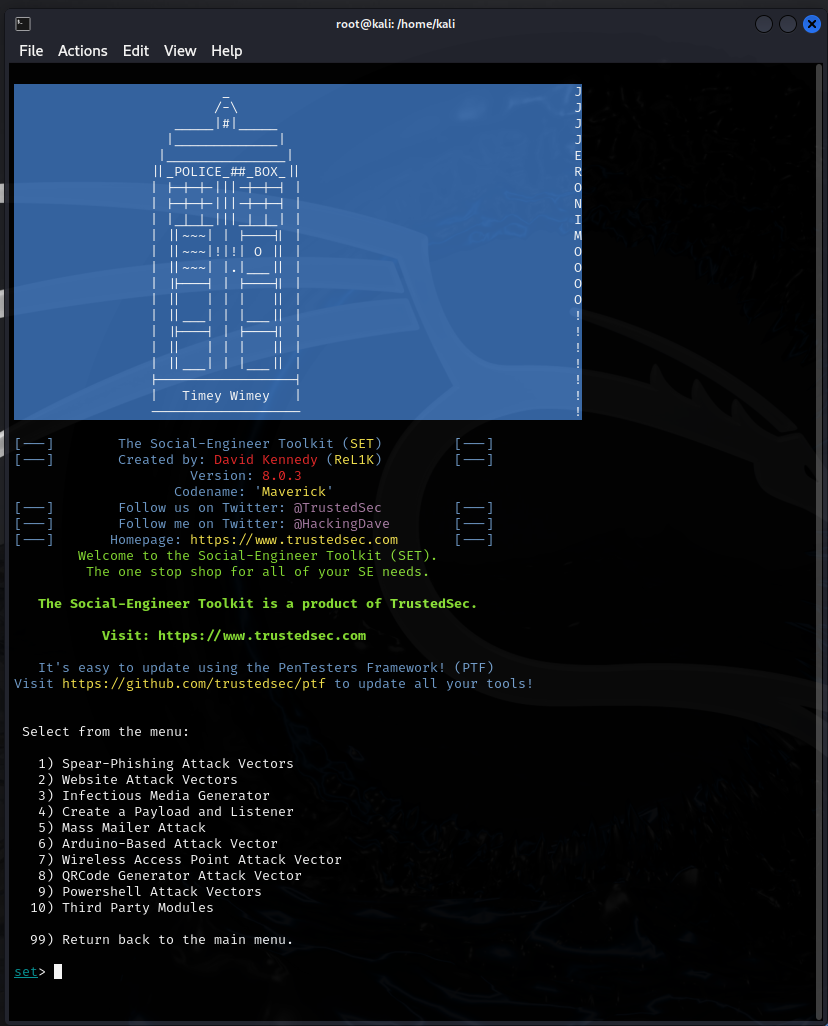 root@kali: /home/kali
File Actions Edit View Help
_POLICE_##_BOX_
Timey Wimey
J
J
J
J
E
R
O
N
I
M
O
O
O
O
!
!
!
!
!
!
!
[---] The Social-Engineer Toolkit (SET) [---]
[---] Created by: David Kennedy (ReL1K) [---]
Version: 8.0.3
Codename: 'Maverick'
[---] Follow us on Twitter: @TrustedSec [---]
[---] Follow me on Twitter: @HackingDave [---]
[---] Homepage: https://www.trustedsec.com [---]
Welcome to the Social-Engineer Toolkit (SET).
The one stop shop for all of your SE needs.
The Social-Engineer Toolkit is a product of TrustedSec.
Visit: https://www.trustedsec.com
It's easy to update using the PenTesters Framework! (PTF)
Visit https://github.com/trustedsec/ptf to update all your tools!
Select from the menu:
1) Spear-Phishing Attack Vectors
2) Website Attack Vectors
3) Infectious Media Generator
4) Create a Payload and Listener
5) Mass Mailer Attack
6) Arduino-Based Attack Vector
7) Wireless Access Point Attack Vector
8) QRCode Generator Attack Vector
9) Powershell Attack Vectors
10) Third Party Modules
99) Return back to the main menu.
set>